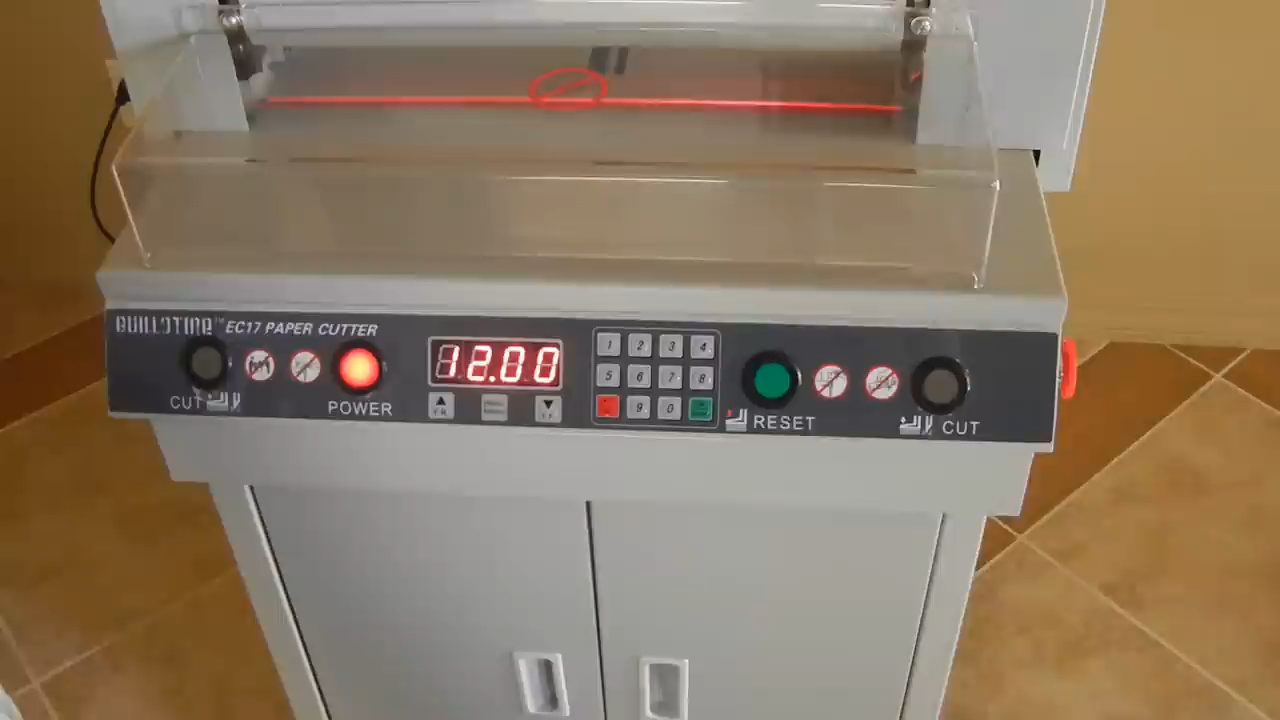 GUILLOTINE™ EC17 PAPER CUTTER
CUT
POWER
12.00
1 2 3 4
5 6 7 8
9 0
RESET
CUT